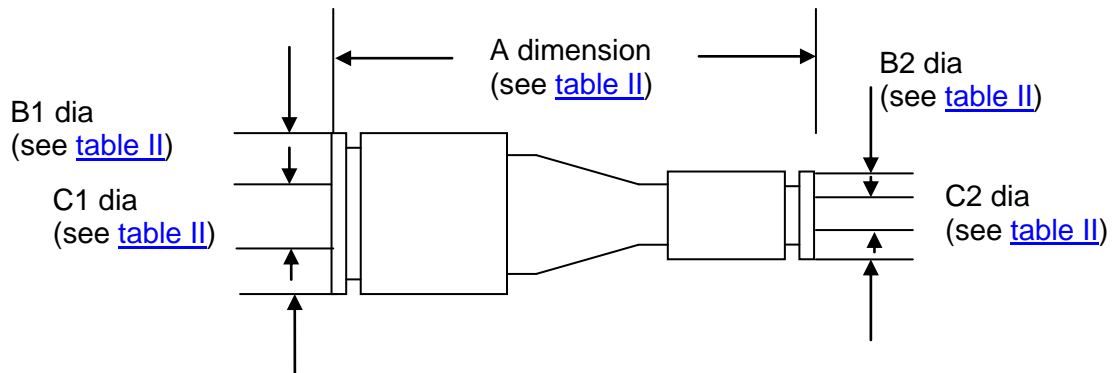 A dimension
(see table II)
B2 dia
(see table II)
B1 dia
(see table II)
C1 dia
(see table II)
C2 dia
(see table II)